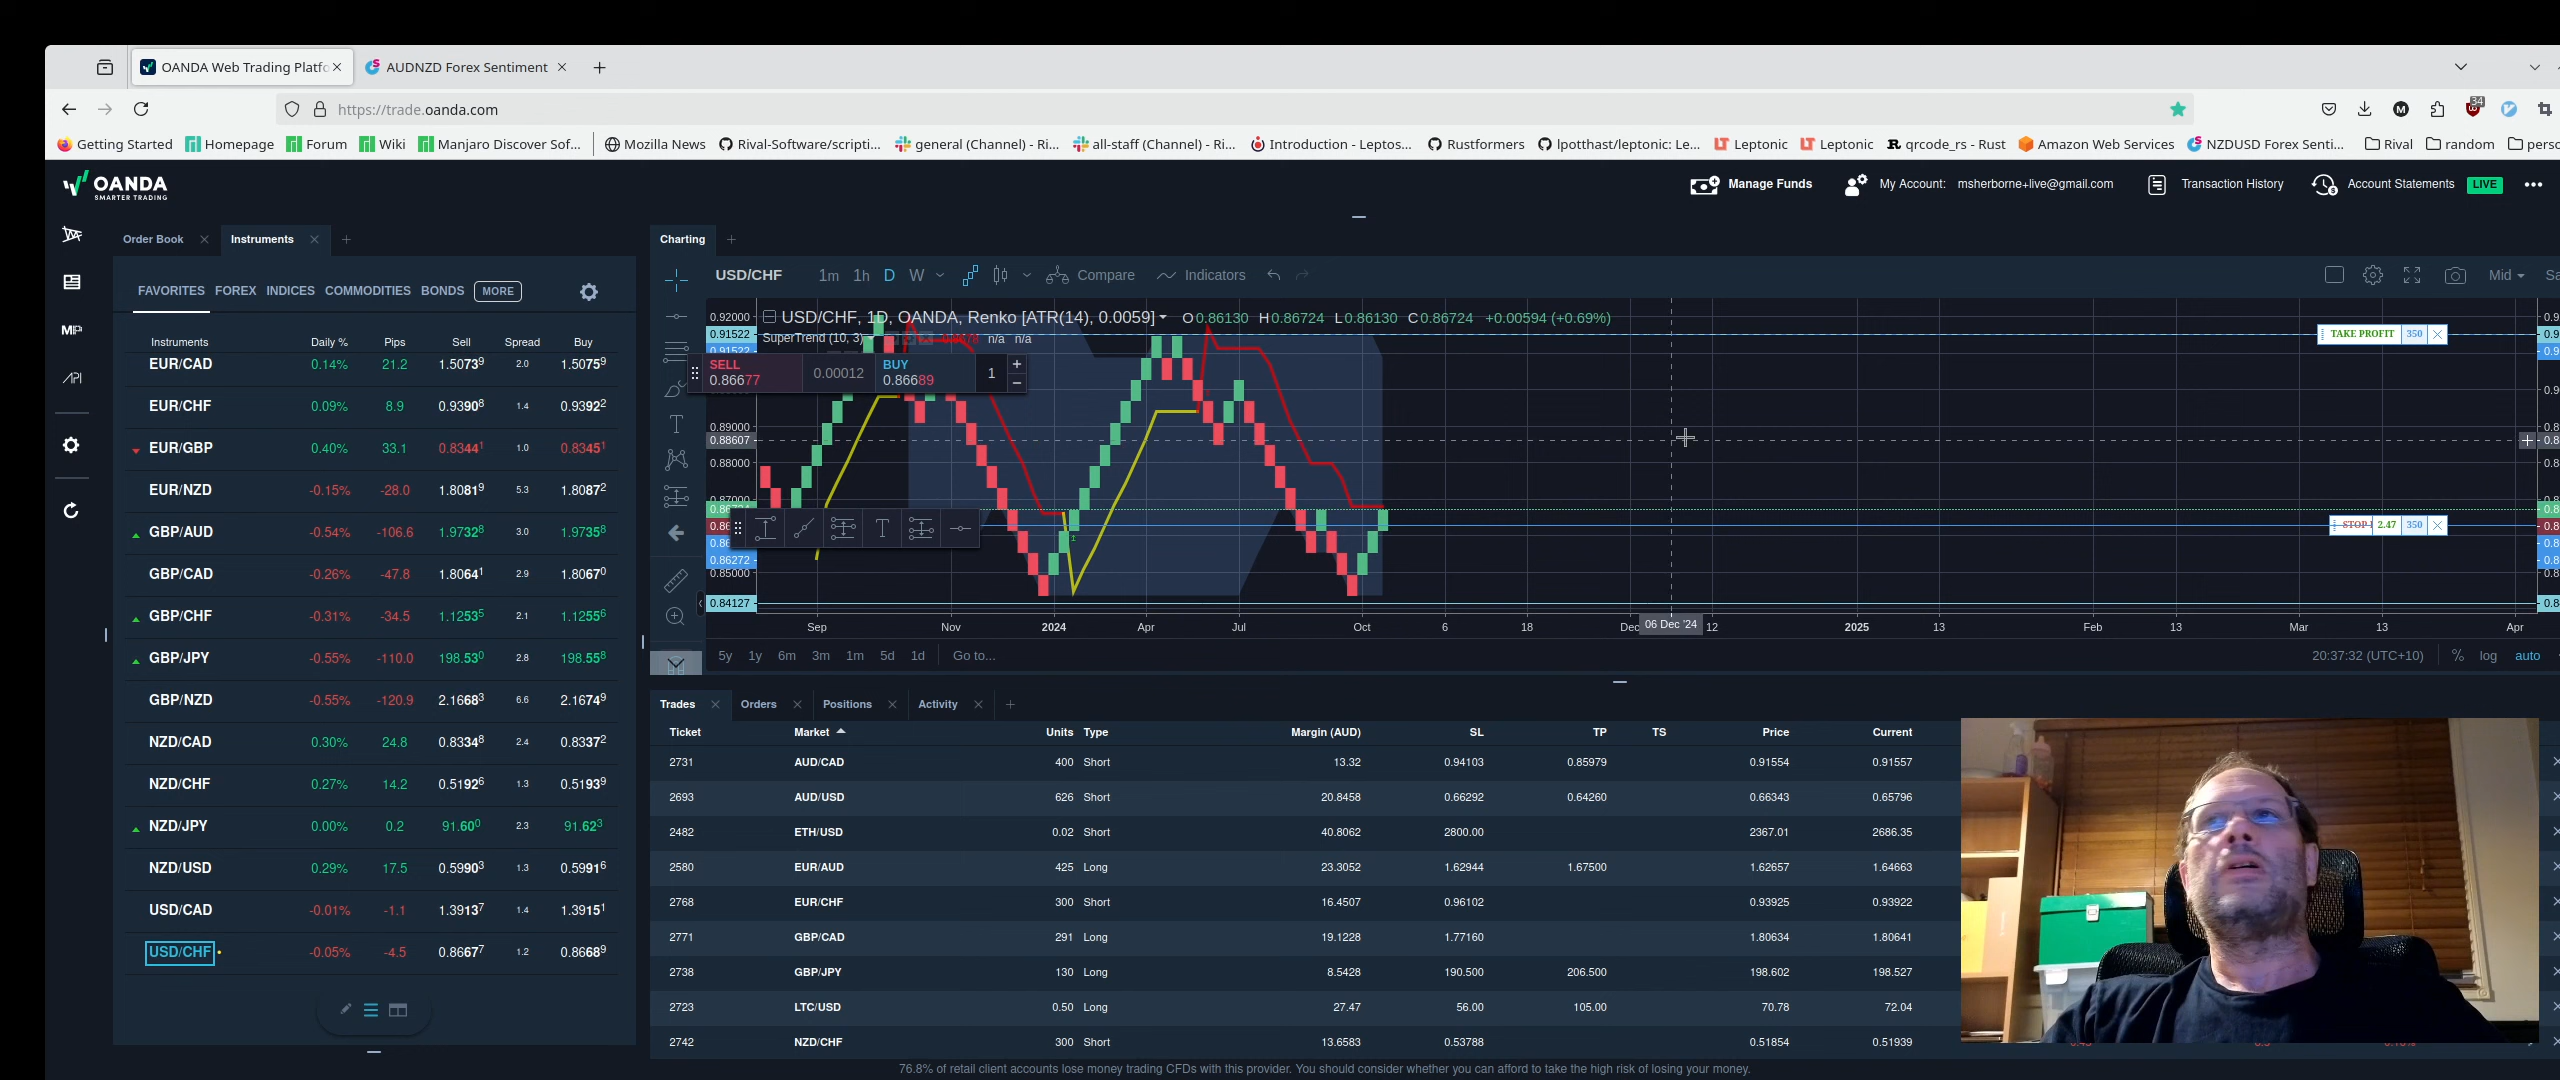 OANDA Web Trading Platfo
AUDNZD Forex Sentiment
https://trade.oanda.com
34
Getting Started Homepage Forum Wiki Manjaro Discover Sof... Mozilla News Rival-Software/scripti... general (Channel) - Ri... all-staff (Channel) - Ri... Introduction - Leptos... Rustformers lpotthast/leptonic: Le... Leptonic Leptonic qrcode_rs - Rust Amazon Web Services NZDUSD Forex Senti... Rival random perso
OANDA
SMARTER TRADING
Manage Funds My Account: msherborne+live@gmail.com Transaction History Account Statements LIVE
Order Book Instruments
FAVORITES FOREX INDICES COMMODITIES BONDS MORE
Instruments Daily % Pips Sell Spread Buy
EUR/CAD 0.14% 21.2 1.50739 2.0 1.50759
EUR/CHF 0.09% 8.9 0.93908 1.4 0.93922
EUR/GBP 0.40% 33.1 0.83441 1.0 0.83451
EUR/NZD -0.15% -28.0 1.80819 5.3 1.80872
GBP/AUD -0.54% -106.6 1.97328 3.0 1.97358
GBP/CAD -0.26% -47.8 1.80641 2.9 1.80670
GBP/CHF -0.31% -34.5 1.12535 2.1 1.12556
GBP/JPY -0.55% -110.0 198.530 2.8 198.558
GBP/NZD -0.55% -120.9 2.16683 6.6 2.16749
NZD/CAD 0.30% 24.8 0.83348 2.4 0.83372
NZD/CHF 0.27% 14.2 0.51926 1.3 0.51939
NZD/JPY 0.00% 0.2 91.600 2.3 91.623
NZD/USD 0.29% 17.5 0.59903 1.3 0.59916
USD/CAD -0.01% -1.1 1.39137 1.4 1.39151
USD/CHF -0.05% -4.5 0.86677 1.2 0.86689
Charting
USD/CHF 1m 1h D W Compare Indicators Mid
USD/CHF, 1D, OANDA, Renko [ATR(14), 0.0059] O0.86130 H0.86724 L0.86130 C0.86724 +0.00594 (+0.69%)
SuperTrend (10, 3) n/a n/a
SELL 0.86677 0.00012 BUY 0.86689 1
0.92000
0.91522
0.91522
0.89000
0.88607
0.88000
0.87000
0.86272
0.85000
0.84127
TAKE PROFIT 350
2.47 350
Sep Nov 2024 Apr Jul Oct 6 18 Dec 06 Dec '24 12 2025 13 Feb 13 Mar 13 Apr
5y 1y 6m 3m 1m 5d 1d Go to... 20:37:32 (UTC+10) % log auto
Trades Orders Positions Activity
Ticket Market Units Type Margin (AUD) SL TP TS Price Current
2731 AUD/CAD 400 Short 13.32 0.94103 0.85979 0.91554 0.91557
2693 AUD/USD 626 Short 20.8458 0.66292 0.64260 0.66343 0.65796
2482 ETH/USD 0.02 Short 40.8062 2800.00 2367.01 2686.35
2580 EUR/AUD 425 Long 23.3052 1.62944 1.67500 1.62657 1.64663
2768 EUR/CHF 300 Short 16.4507 0.96102 0.93925 0.93922
2771 GBP/CAD 291 Long 19.1228 1.77160 1.80634 1.80641
2738 GBP/JPY 130 Long 8.5428 190.500 206.500 198.602 198.527
2723 LTC/USD 0.50 Long 27.47 56.00 105.00 70.78 72.04
2742 NZD/CHF 300 Short 13.6583 0.53788 0.51854 0.51939
76.8% of retail client accounts lose money trading CFDs with this provider. You should consider whether you can afford to take the high risk of losing your money.